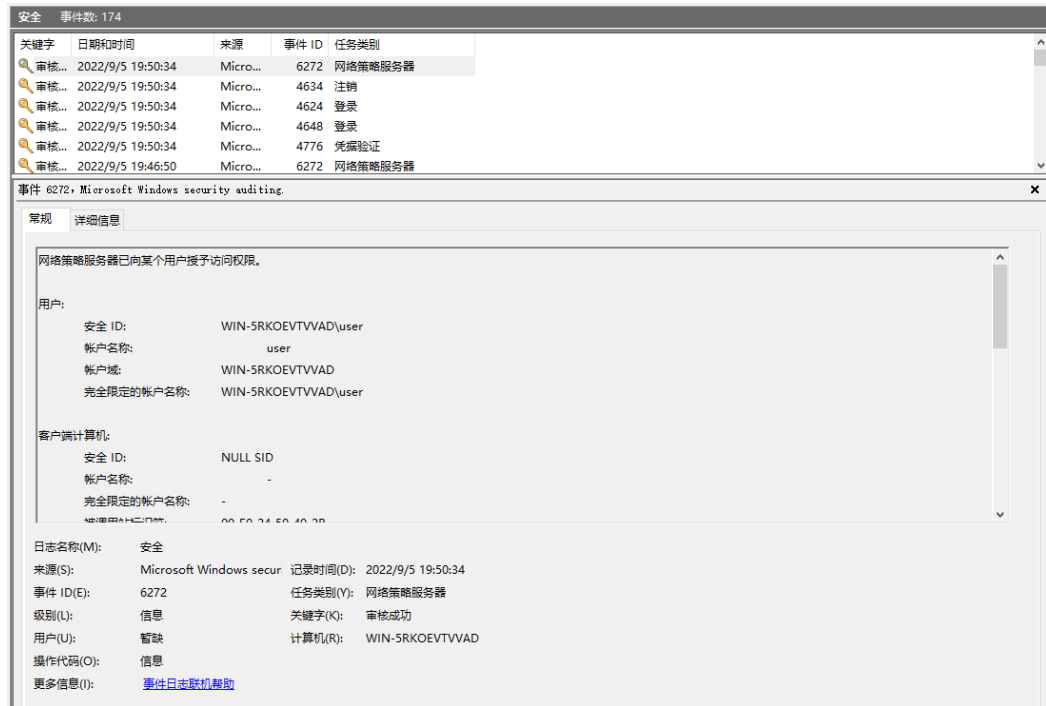 安全 事件数: 174
关键字 日期和时间 来源 事件 ID 任务类别
审核... 2022/9/5 19:50:34 Micro... 6272 网络策略服务器
审核... 2022/9/5 19:50:34 Micro... 4634 注销
审核... 2022/9/5 19:50:34 Micro... 4624 登录
审核... 2022/9/5 19:50:34 Micro... 4648 登录
审核... 2022/9/5 19:50:34 Micro... 4776 凭据验证
审核... 2022/9/5 19:46:50 Micro... 6272 网络策略服务器
事件 6272，Microsoft Windows security auditing.
常规 详细信息
网络策略服务器已向某个用户授予访问权限。
用户:
安全 ID: WIN-5RKOEVTVVAD\user
帐户名称: user
帐户域: WIN-5RKOEVTVVAD
完全限定的帐户名称: WIN-5RKOEVTVVAD\user
客户端计算机:
安全 ID: NULL SID
帐户名称: -
完全限定的帐户名称: -
日志名称(M): 安全
来源(S): Microsoft Windows secur 记录时间(D): 2022/9/5 19:50:34
事件 ID(E): 6272 任务类别(Y): 网络策略服务器
级别(L): 信息 关键字(K): 审核成功
用户(U): 暂缺 计算机(R): WIN-5RKOEVTVVAD
操作代码(O): 信息
更多信息(I): 事件日志联机帮助